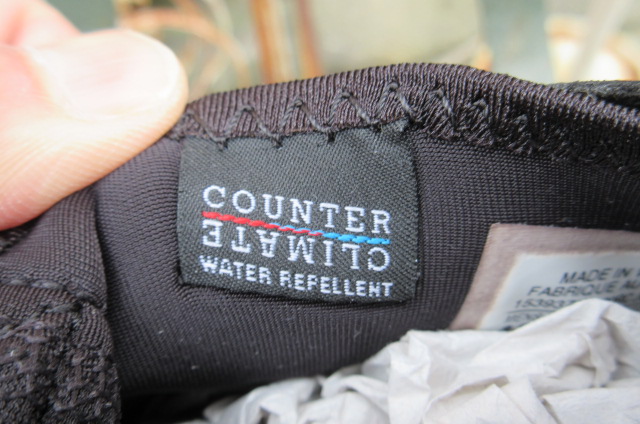 COUNTER
CLIMATE
WATER REPELLENT
MADE IN
FABRIQUE